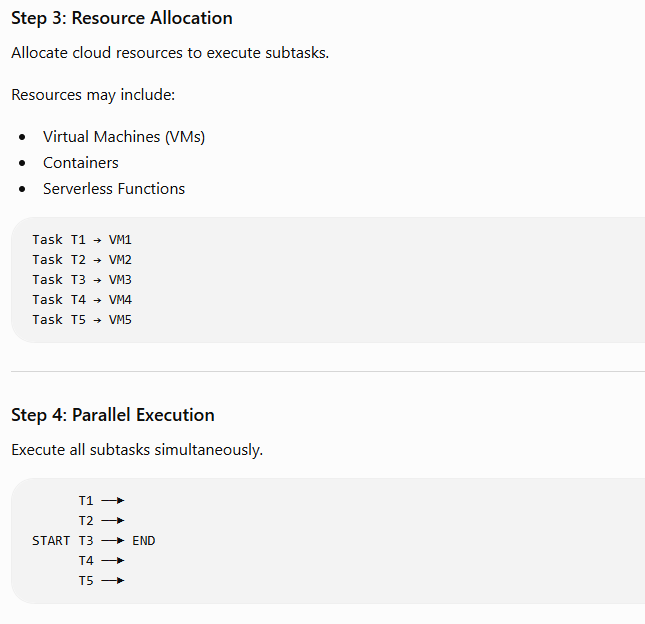 Step 3: Resource Allocation
Allocate cloud resources to execute subtasks.
Resources may include:
• Virtual Machines (VMs)
• Containers
• Serverless Functions
Task T1 → VM1
Task T2 → VM2
Task T3 → VM3
Task T4 → VM4
Task T5 → VM5
Step 4: Parallel Execution
Execute all subtasks simultaneously.
T1 ──►
T2 ──►
START T3 ──► END
T4 ──►
T5 ──►